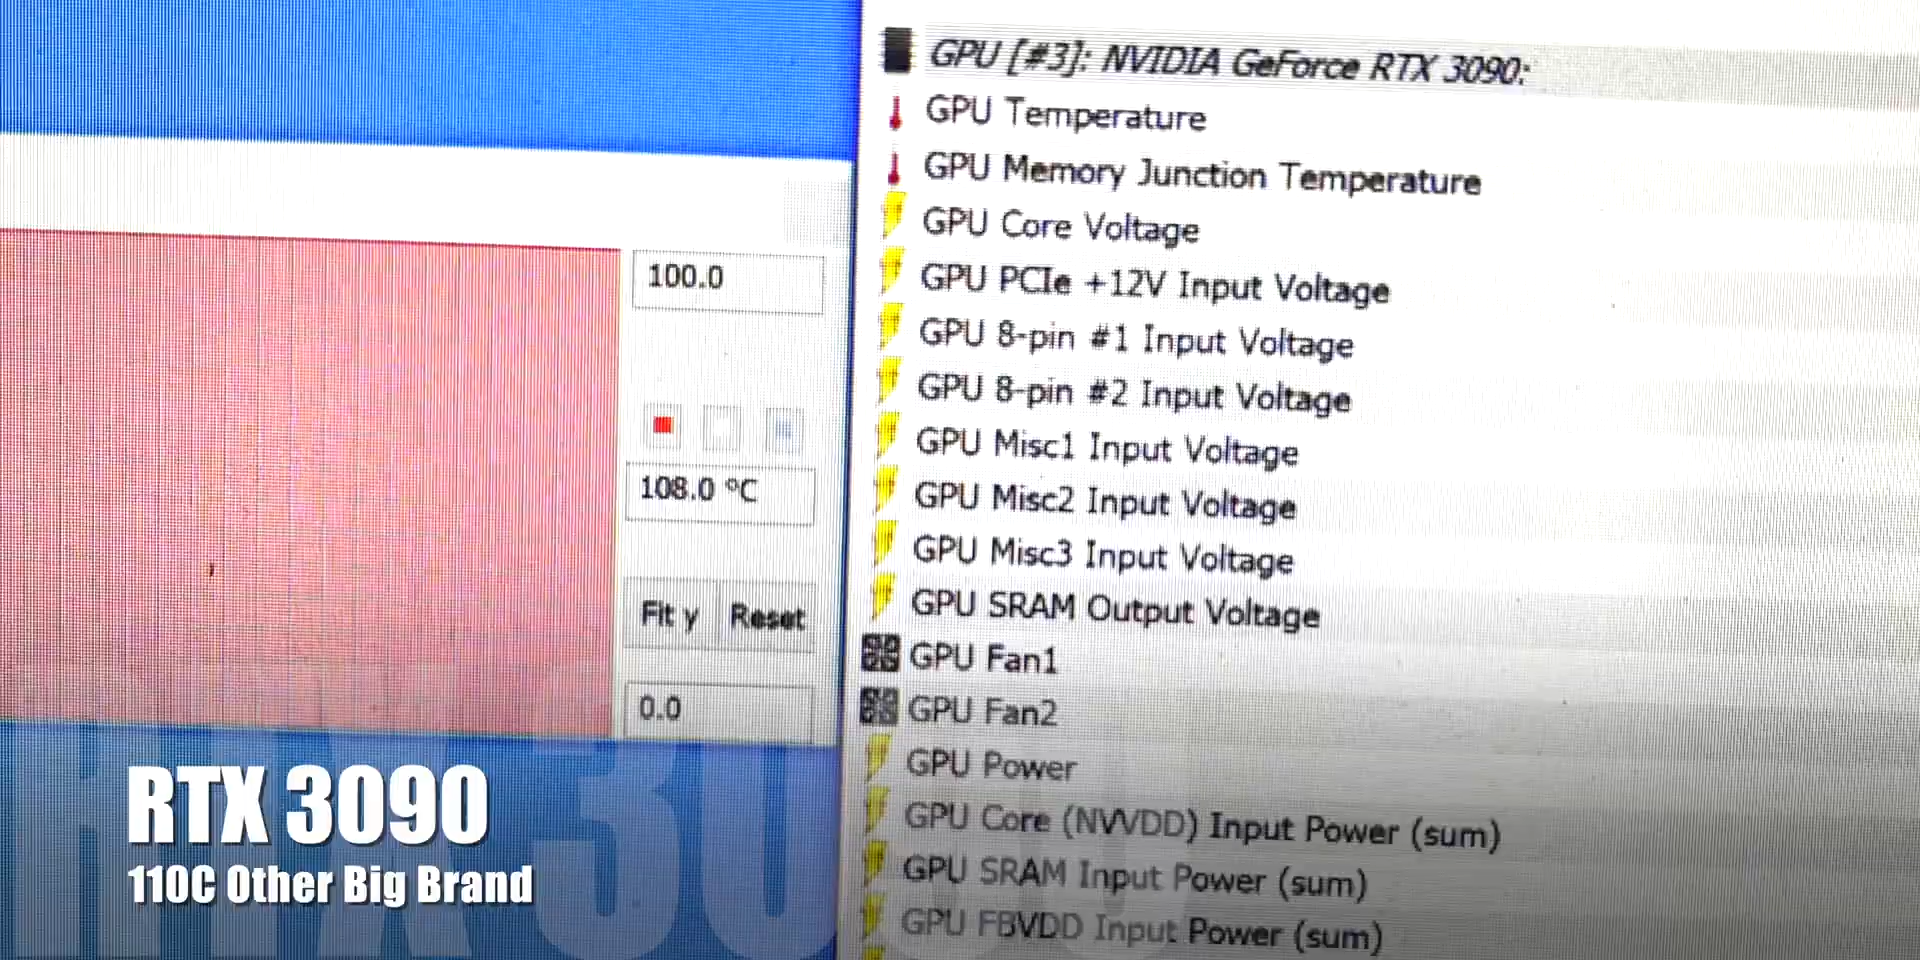 100.0
108.0 °C
Fit y Reset
0.0
GPU [#3]: NVIDIA GeForce RTX 3090:
GPU Temperature
GPU Memory Junction Temperature
GPU Core Voltage
GPU PCIe +12V Input Voltage
GPU 8-pin #1 Input Voltage
GPU 8-pin #2 Input Voltage
GPU Misc1 Input Voltage
GPU Misc2 Input Voltage
GPU Misc3 Input Voltage
GPU SRAM Output Voltage
GPU Fan1
GPU Fan2
GPU Power
GPU Core (NVVDD) Input Power (sum)
GPU SRAM Input Power (sum)
GPU FBVDD Input Power (sum)
RTX 3090
RTX 3090
110C Other Big Brand